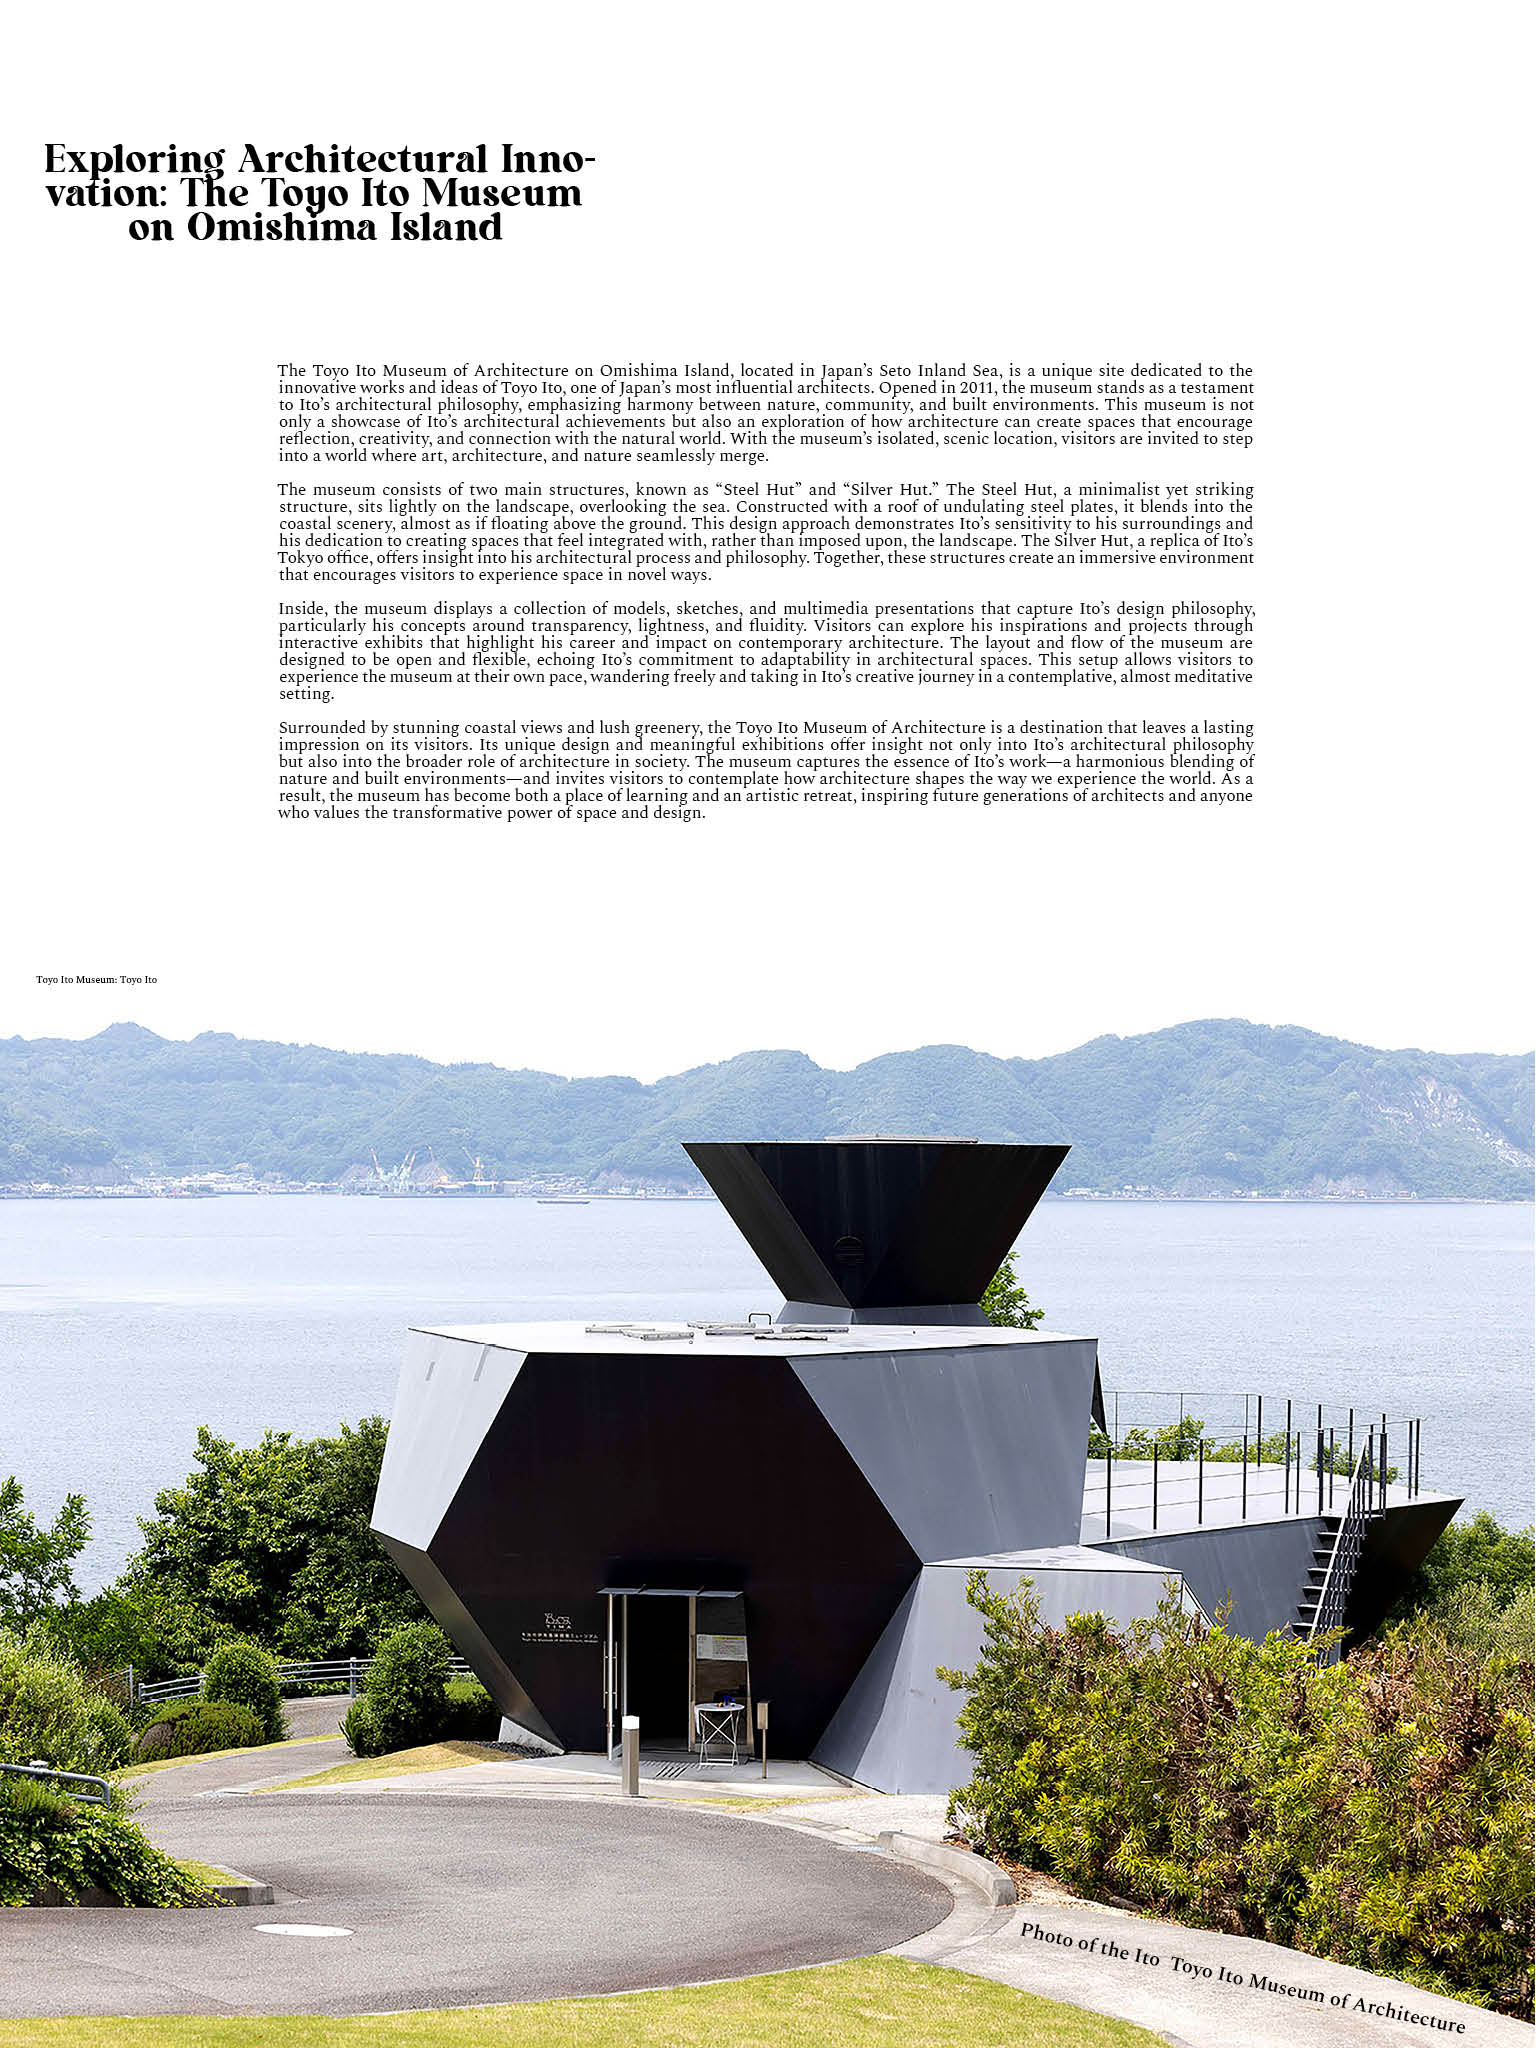 Exploring Architectural Inno-
vation: The Toyo Ito Museum
on Omishima Island
The Toyo Ito Museum of Architecture on Omishima Island, located in Japan’s Seto Inland Sea, is a unique site dedicated to the
innovative works and ideas of Toyo Ito, one of Japan’s most influential architects. Opened in 2011, the museum stands as a testament
to Ito’s architectural philosophy, emphasizing harmony between nature, community, and built environments. This museum is not
only a showcase of Ito’s architectural achievements but also an exploration of how architecture can create spaces that encourage
reflection, creativity, and connection with the natural world. With the museum’s isolated, scenic location, visitors are invited to step
into a world where art, architecture, and nature seamlessly merge.
The museum consists of two main structures, known as “Steel Hut” and “Silver Hut.” The Steel Hut, a minimalist yet striking
structure, sits lightly on the landscape, overlooking the sea. Constructed with a roof of undulating steel plates, it blends into the
coastal scenery, almost as if floating above the ground. This design approach demonstrates Ito’s sensitivity to his surroundings and
his dedication to creating spaces that feel integrated with, rather than imposed upon, the landscape. The Silver Hut, a replica of Ito’s
Tokyo office, offers insight into his architectural process and philosophy. Together, these structures create an immersive environment
that encourages visitors to experience space in novel ways.
Inside, the museum displays a collection of models, sketches, and multimedia presentations that capture Ito’s design philosophy,
particularly his concepts around transparency, lightness, and fluidity. Visitors can explore his inspirations and projects through
interactive exhibits that highlight his career and impact on contemporary architecture. The layout and flow of the museum are
designed to be open and flexible, echoing Ito’s commitment to adaptability in architectural spaces. This setup allows visitors to
experience the museum at their own pace, wandering freely and taking in Ito’s creative journey in a contemplative, almost meditative
setting.
Surrounded by stunning coastal views and lush greenery, the Toyo Ito Museum of Architecture is a destination that leaves a lasting
impression on its visitors. Its unique design and meaningful exhibitions offer insight not only into Ito’s architectural philosophy
but also into the broader role of architecture in society. The museum captures the essence of Ito’s work—a harmonious blending of
nature and built environments—and invites visitors to contemplate how architecture shapes the way we experience the world. As a
result, the museum has become both a place of learning and an artistic retreat, inspiring future generations of architects and anyone
who values the transformative power of space and design.
Toyo Ito Museum: Toyo Ito
TIMA
Photo of the Ito Toyo Ito Museum of Architecture